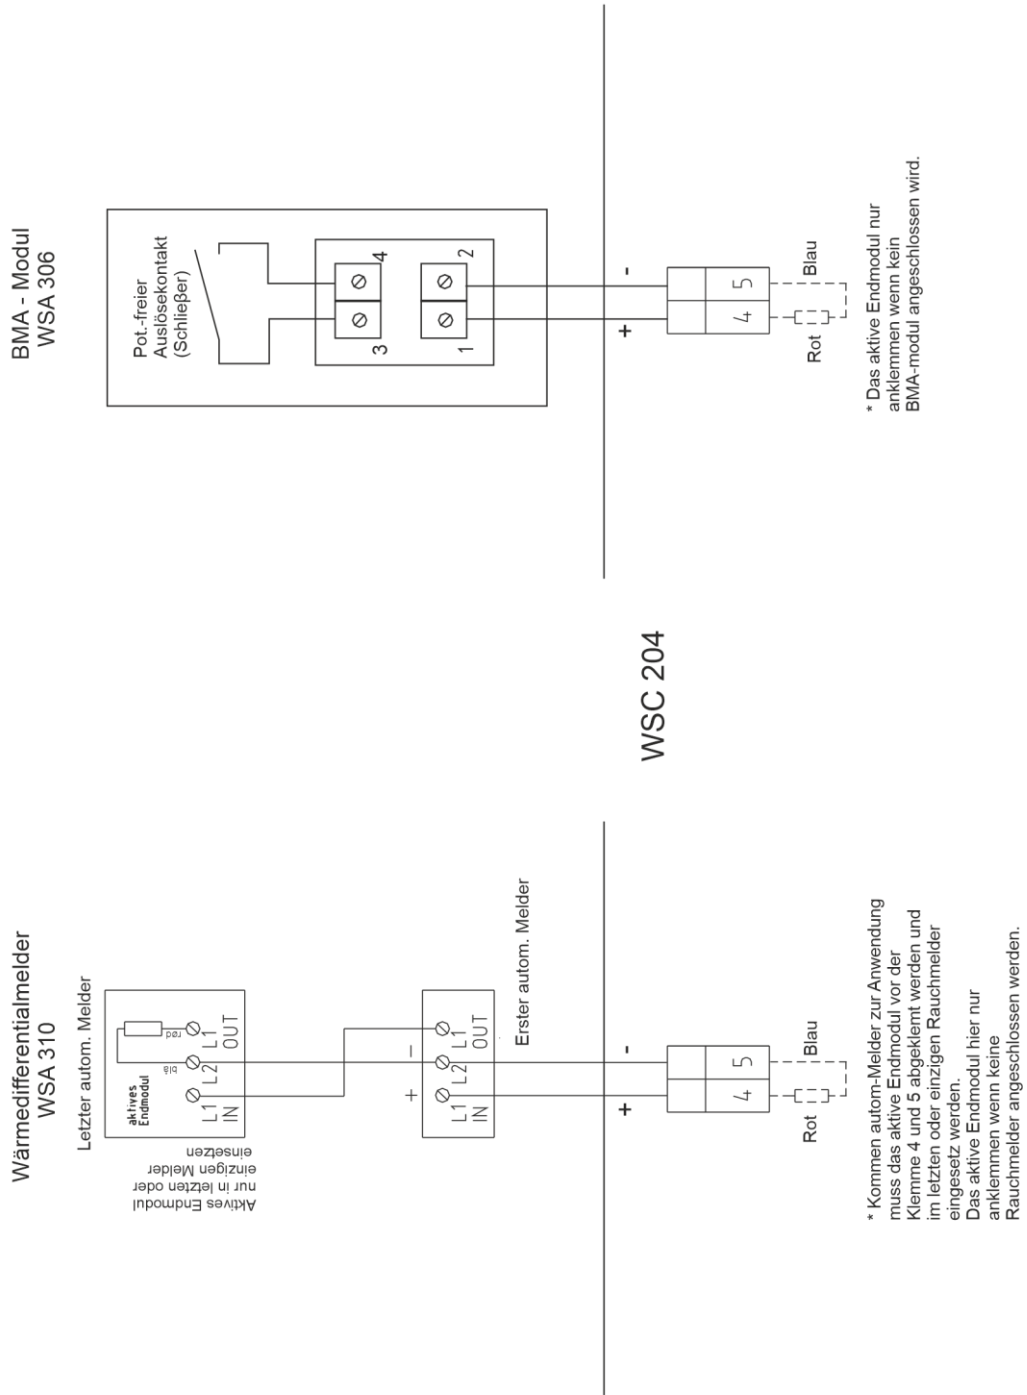 Wärmedifferentialmelder
WSA 310
Letzter autom. Melder
aktives
Endmodul
blå
rød
L1
L2
L1
IN
OUT
Aktives Endmodul
nur in letzten oder
einzigen Melder
einsetzen
+
–
L1
L2
L1
IN
OUT
Erster autom. Melder
+
-
4
5
Rot
Blau
* Kommen autom-Melder zur Anwendung
muss das aktive Endmodul vor der
Klemme 4 und 5 abgeklemt werden und
im letzten oder einzigen Rauchmelder
eingesetz werden.
Das aktive Endmodul hier nur
anklemmen wenn keine
Rauchmelder angeschlossen werden.
WSC 204
BMA - Modul
WSA 306
Pot.-freier
Auslösekontakt
(Schließer)
3
4
1
2
+
-
4
5
Rot
Blau
* Das aktive Endmodul nur
anklemmen wenn kein
BMA-modul angeschlossen wird.